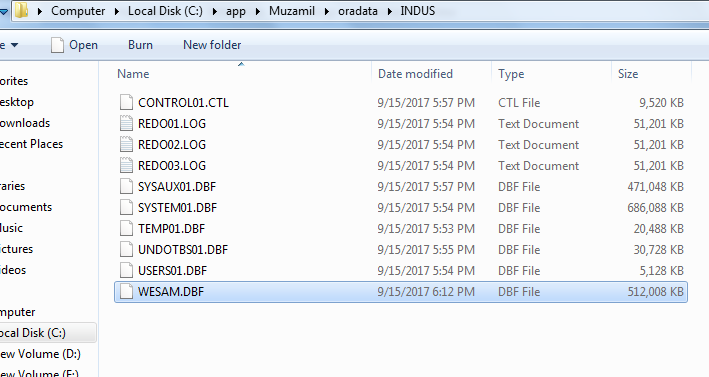 Computer Local Disk (C:) app Muzamil oradata INDUS
e Open Burn New folder
Name Date modified Type Size
orites
esktop
ownloads
ecent Places
raries
ocuments
usic
ctures
deos
mputer
ocal Disk (C:)
ew Volume (D:)
ew Volume (E:)
CONTROL01.CTL 9/15/2017 5:57 PM CTL File 9,520 KB
REDO01.LOG 9/15/2017 5:54 PM Text Document 51,201 KB
REDO02.LOG 9/15/2017 5:54 PM Text Document 51,201 KB
REDO03.LOG 9/15/2017 5:54 PM Text Document 51,201 KB
SYSAUX01.DBF 9/15/2017 5:57 PM DBF File 471,048 KB
SYSTEM01.DBF 9/15/2017 5:54 PM DBF File 686,088 KB
TEMP01.DBF 9/15/2017 5:53 PM DBF File 20,488 KB
UNDOTBS01.DBF 9/15/2017 5:55 PM DBF File 30,728 KB
USERS01.DBF 9/15/2017 5:54 PM DBF File 5,128 KB
WESAM.DBF 9/15/2017 6:12 PM DBF File 512,008 KB